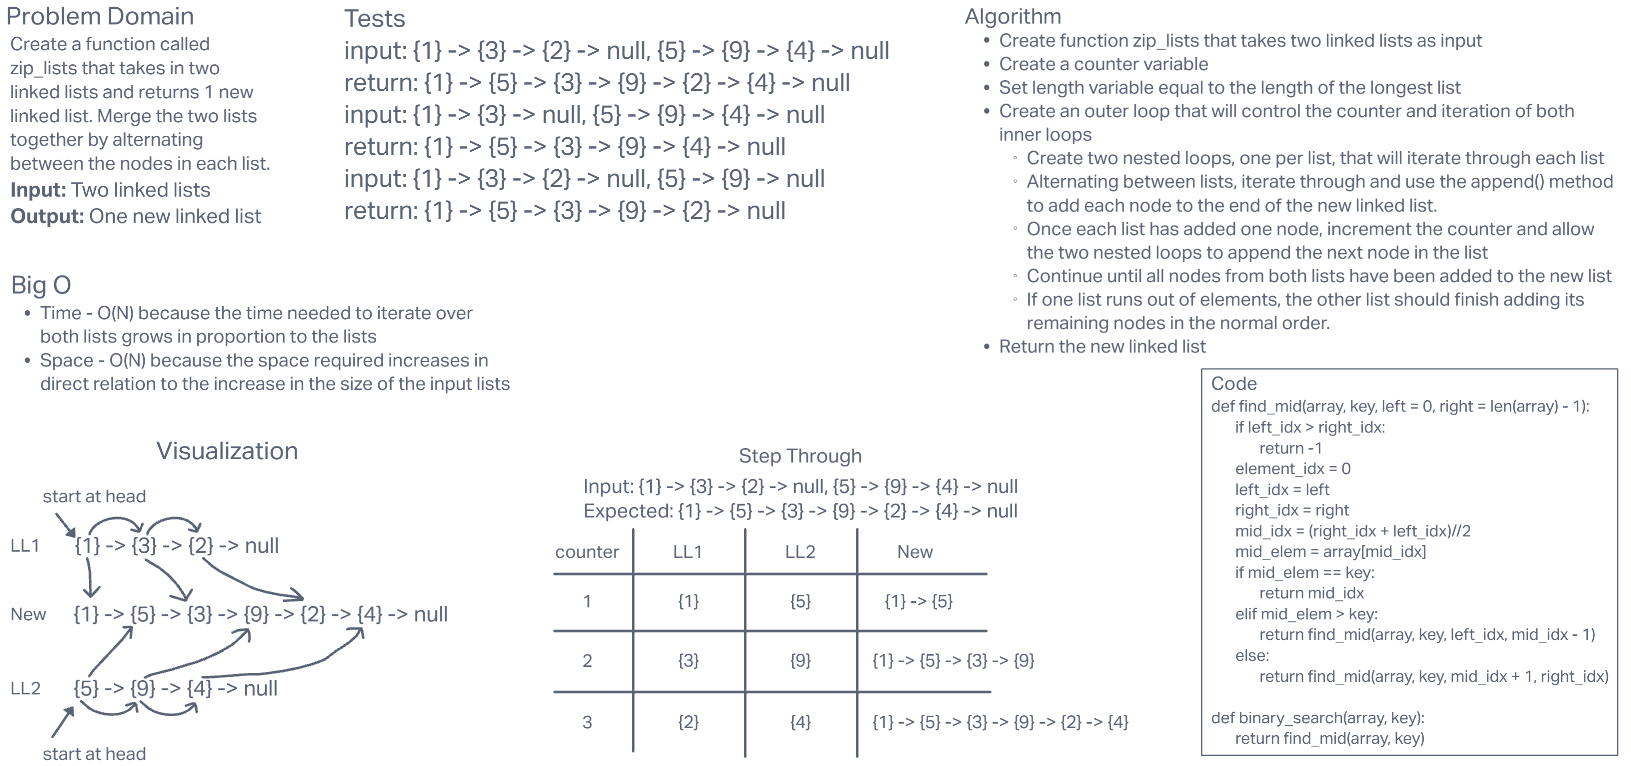 Problem Domain
Create a function called
zip_lists that takes in two
linked lists and returns 1 new
linked list. Merge the two lists
together by alternating
between the nodes in each list.
Input: Two linked lists
Output: One new linked list
Tests
input: {1} -> {3} -> {2} -> null, {5} -> {9} -> {4} -> null
return: {1} -> {5} -> {3} -> {9} -> {2} -> {4} -> null
input: {1} -> {3} -> null, {5} -> {9} -> {4} -> null
return: {1} -> {5} -> {3} -> {9} -> {4} -> null
input: {1} -> {3} -> {2} -> null, {5} -> {9} -> null
return: {1} -> {5} -> {3} -> {9} -> {2} -> null
Algorithm
• Create function zip_lists that takes two linked lists as input
• Create a counter variable
• Set length variable equal to the length of the longest list
• Create an outer loop that will control the counter and iteration of both
inner loops
◦ Create two nested loops, one per list, that will iterate through each list
◦ Alternating between lists, iterate through and use the append() method
to add each node to the end of the new linked list.
◦ Once each list has added one node, increment the counter and allow
the two nested loops to append the next node in the list
◦ Continue until all nodes from both lists have been added to the new list
◦ If one list runs out of elements, the other list should finish adding its
remaining nodes in the normal order.
• Return the new linked list
Big O
• Time - O(N) because the time needed to iterate over
both lists grows in proportion to the lists
• Space - O(N) because the space required increases in
direct relation to the increase in the size of the input lists
Visualization
start at head
LL1 {1} -> {3} -> {2} -> null
New {1} -> {5} -> {3} -> {9} -> {2} -> {4} -> null
LL2 {5} -> {9} -> {4} -> null
start at head
Step Through
Input: {1} -> {3} -> {2} -> null, {5} -> {9} -> {4} -> null
Expected: {1} -> {5} -> {3} -> {9} -> {2} -> {4} -> null
counter LL1 LL2 New
1 {1} {5} {1} -> {5}
2 {3} {9} {1} -> {5} -> {3} -> {9}
3 {2} {4} {1} -> {5} -> {3} -> {9} -> {2} -> {4}
Code
def find_mid(array, key, left = 0, right = len(array) - 1):
if left_idx > right_idx:
return -1
element_idx = 0
left_idx = left
right_idx = right
mid_idx = (right_idx + left_idx)//2
mid_elem = array[mid_idx]
if mid_elem == key:
return mid_idx
elif mid_elem > key:
return find_mid(array, key, left_idx, mid_idx - 1)
else:
return find_mid(array, key, mid_idx + 1, right_idx)
def binary_search(array, key):
return find_mid(array, key)